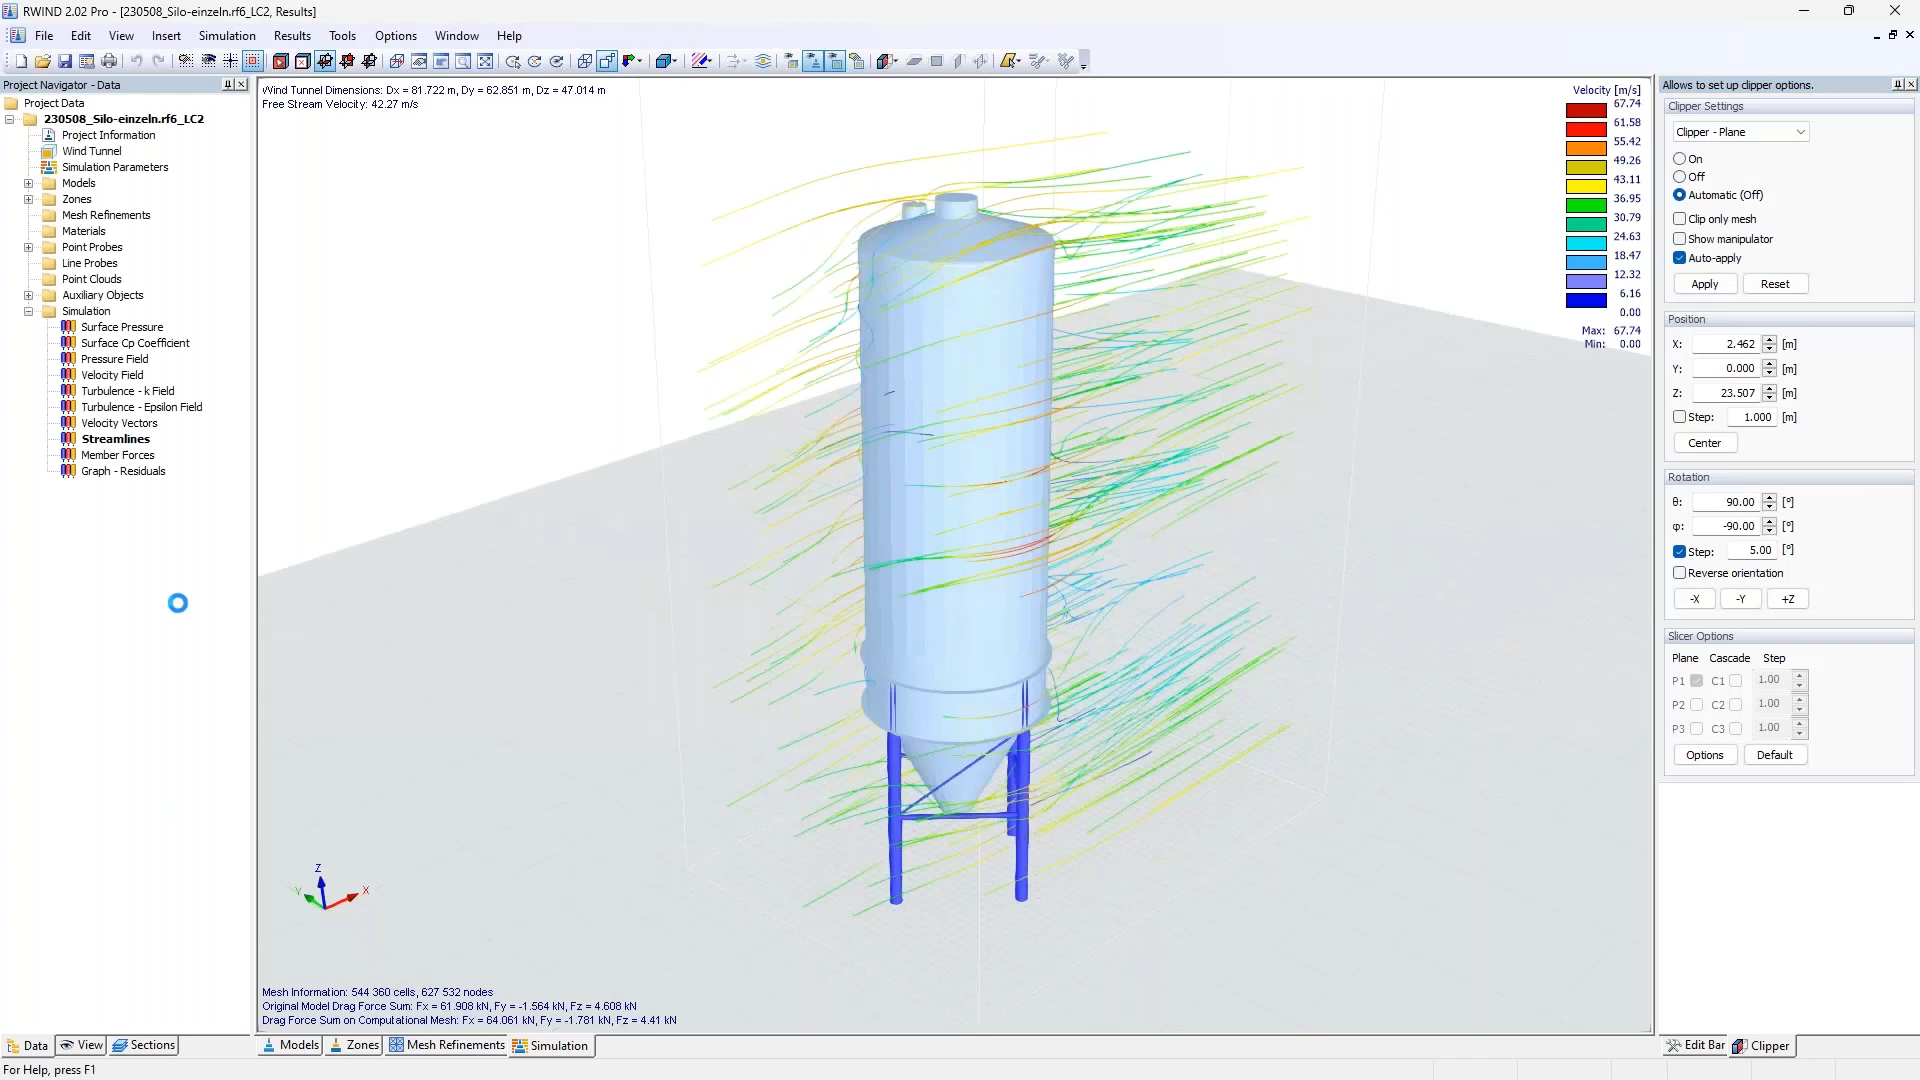 RWIND 2.02 Pro - [230508_Silo-einzeln.rf6_LC2, Results]
File Edit View Insert Simulation Results Tools Options Window Help
Project Navigator - Data
Project Data
230508_Silo-einzeln.rf6_LC2
Project Information
Wind Tunnel
Simulation Parameters
Models
Zones
Mesh Refinements
Materials
Point Probes
Line Probes
Point Clouds
Auxiliary Objects
Simulation
Surface Pressure
Surface Cp Coefficient
Pressure Field
Velocity Field
Turbulence - k Field
Turbulence - Epsilon Field
Velocity Vectors
Streamlines
Member Forces
Graph - Residuals
Data View Sections
Wind Tunnel Dimensions: Dx = 81.722 m, Dy = 62.851 m, Dz = 47.014 m
Free Stream Velocity: 42.27 m/s
Velocity [m/s]
67.74
61.58
55.42
49.26
43.11
36.95
30.79
24.63
18.47
12.32
6.16
0.00
Max: 67.74
Min: 0.00
Z
Y
X
Mesh Information: 544 360 cells, 627 532 nodes
Original Model Drag Force Sum: Fx = 61.908 kN, Fy = -1.564 kN, Fz = 4.608 kN
Drag Force Sum on Computational Mesh: Fx = 64.061 kN, Fy = -1.781 kN, Fz = 4.41 kN
Models Zones Mesh Refinements Simulation
Allows to set up clipper options.
Clipper Settings
Clipper - Plane
On
Off
Automatic (Off)
Clip only mesh
Show manipulator
Auto-apply
Apply Reset
Position
X: 2.462 [m]
Y: 0.000 [m]
Z: 23.507 [m]
Step: 1.000 [m]
Center
Rotation
θ: 90.00 [°]
φ: -90.00 [°]
Step: 5.00 [°]
Reverse orientation
-X -Y +Z
Slicer Options
Plane Cascade Step
P1 C1 1.00
P2 C2 1.00
P3 C3 1.00
Options Default
Edit Bar Clipper
For Help, press F1